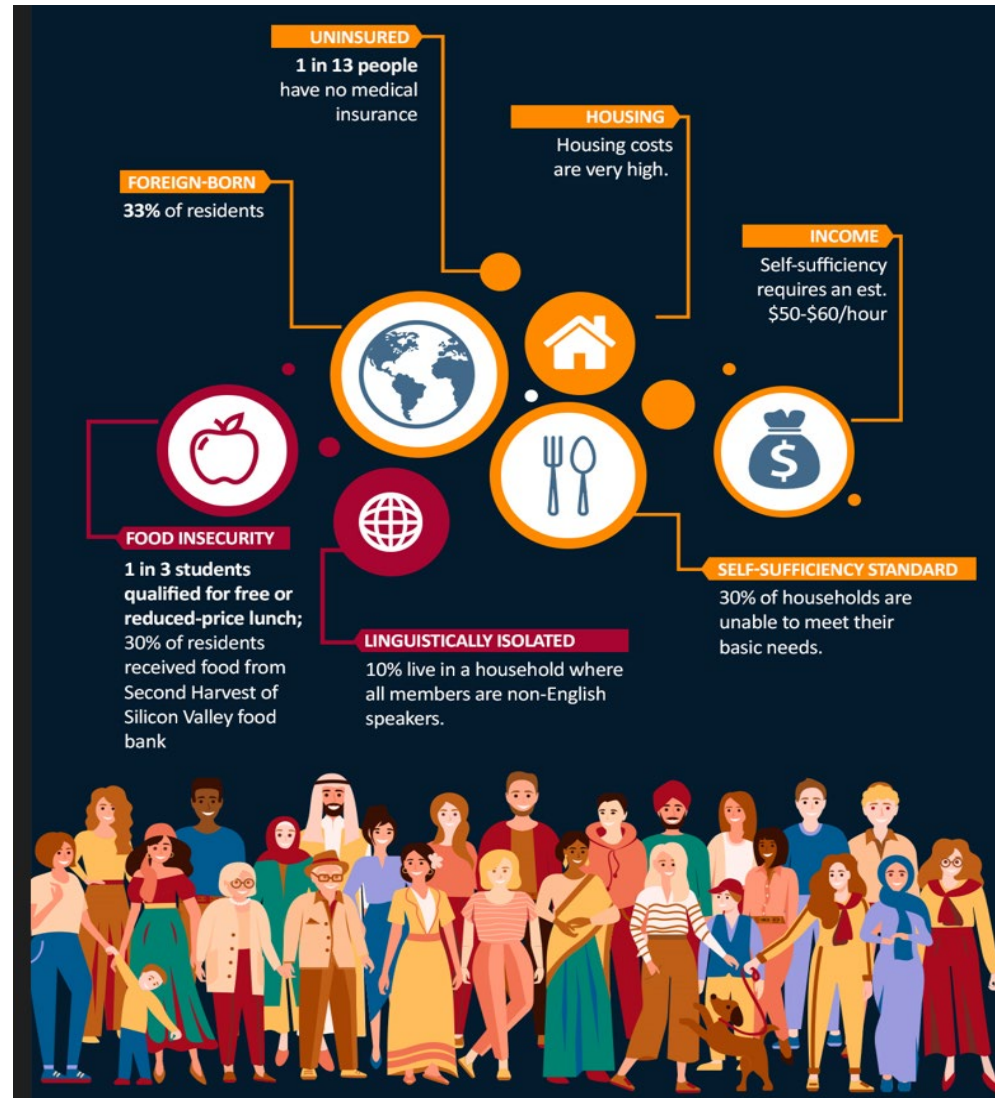 UNINSURED
1 in 13 people
have no medical
insurance
HOUSING
Housing costs
are very high.
FOREIGN-BORN
33% of residents
INCOME
Self-sufficiency
requires an est.
$50-$60/hour
$
FOOD INSECURITY
1 in 3 students
qualified for free or
reduced-price lunch;
30% of residents
received food from
Second Harvest of
Silicon Valley food
bank
LINGUISTICALLY ISOLATED
10% live in a household where
all members are non-English
speakers.
SELF-SUFFICIENCY STANDARD
30% of households are
unable to meet their
basic needs.